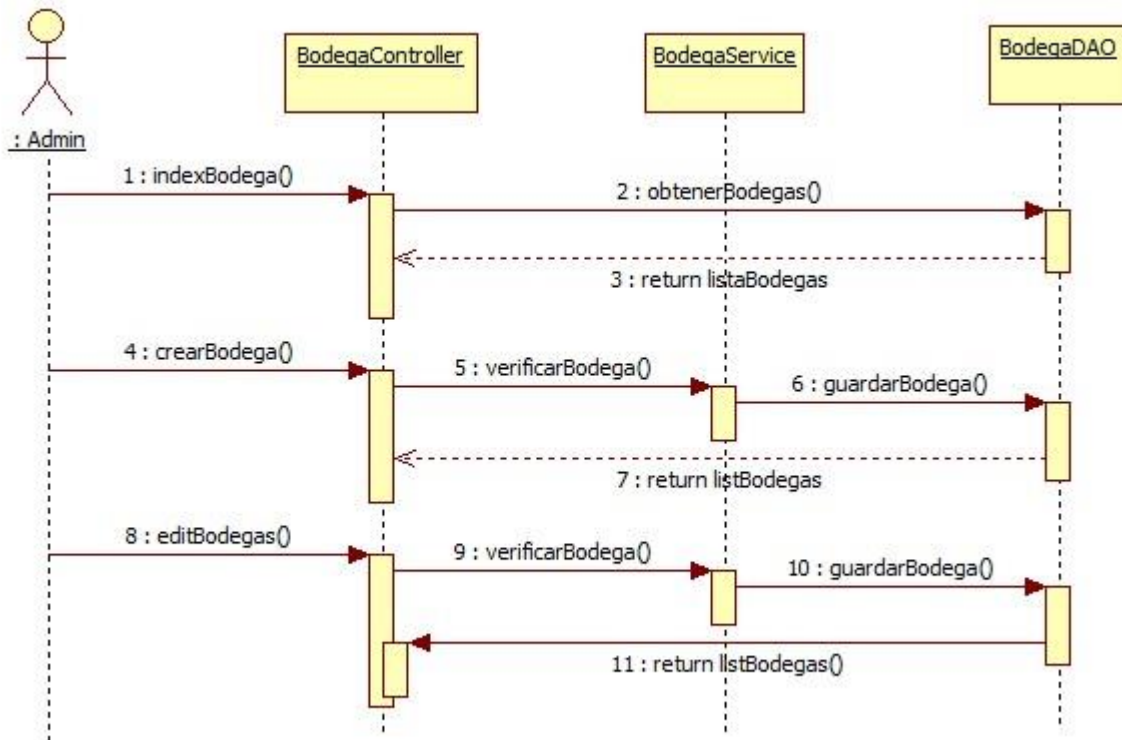 BodegaController
BodegaService
BodegaDAO
: Admin
1 : indexBodega()
2 : obtenerBodegas()
3 : return listaBodegas
4 : crearBodega()
5 : verificarBodega()
6 : guardarBodega()
7 : return listBodegas
8 : editBodegas()
9 : verificarBodega()
10 : guardarBodega()
11 : return listBodegas()